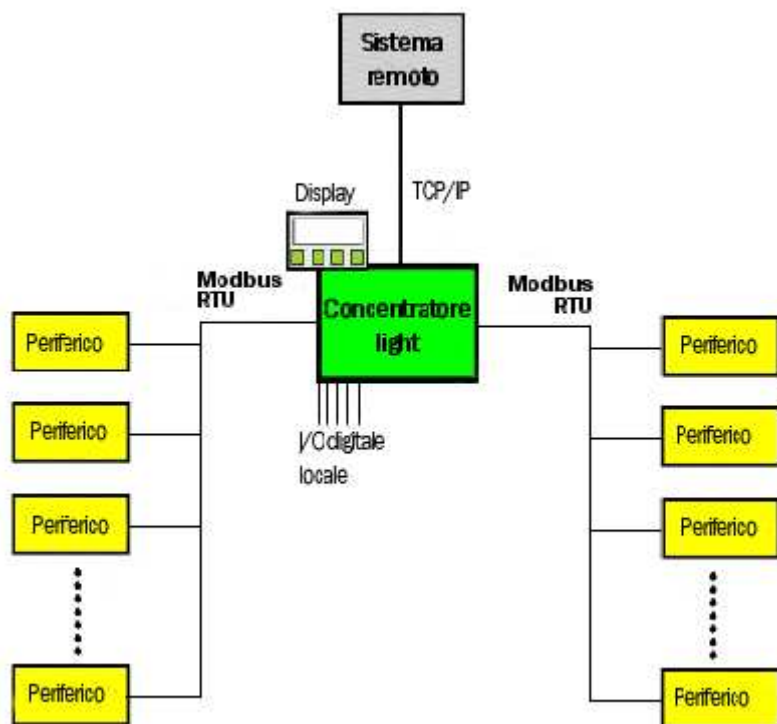 Sistema
remoto
Display
TCP/IP
Modbus
RTU
Modbus
RTU
Concentratore
light
Periferico
Periferico
Periferico
Periferico
Periferico
Periferico
Periferico
Periferico
I/O digitale
locale